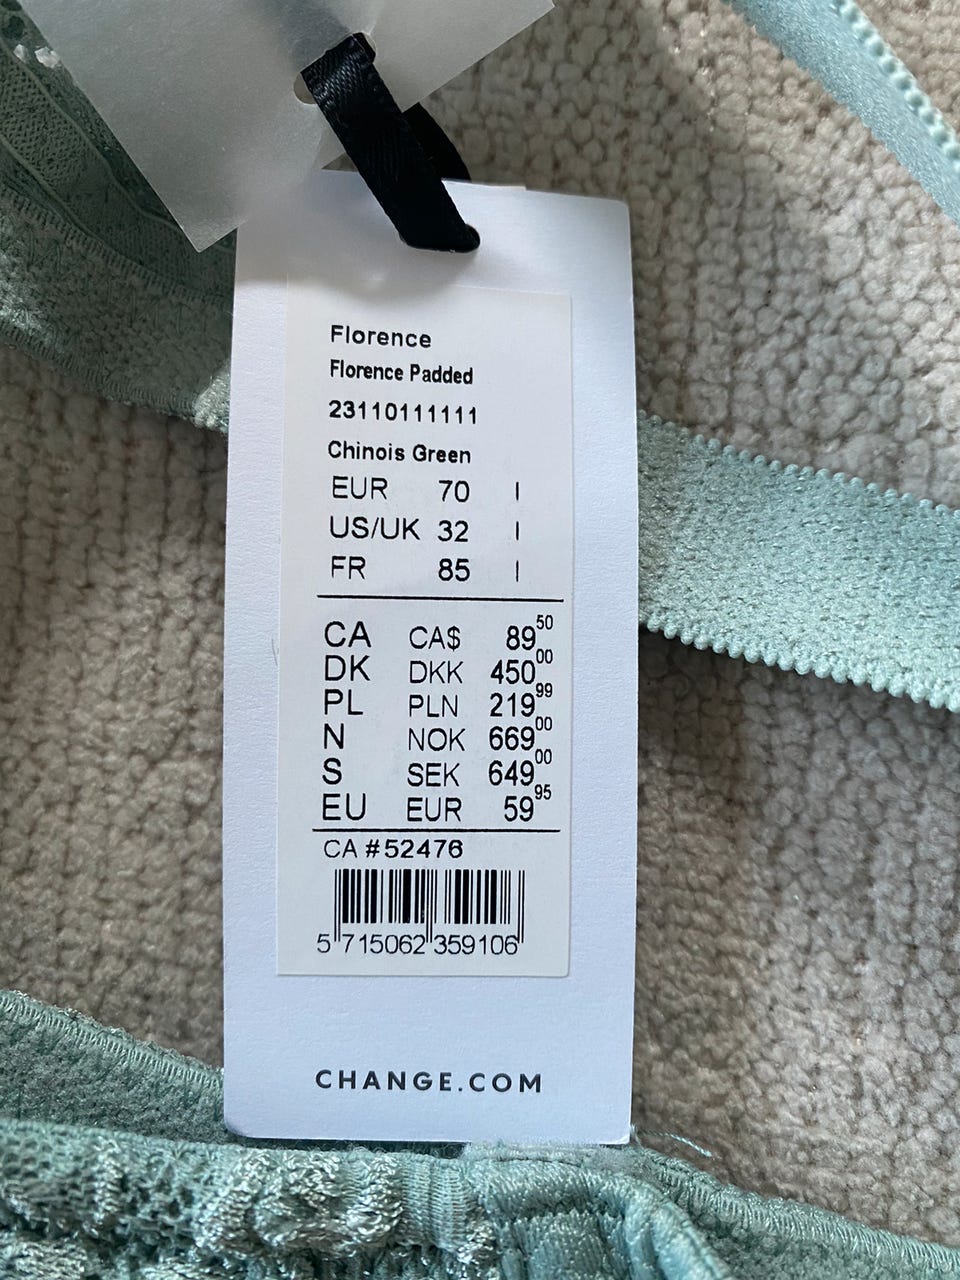 Florence
Florence Padded
23110111111
Chinois Green
EUR 70 I
US/UK 32 I
FR 85 I
CA CA$ 89 50
DK DKK 450 00
PL PLN 219 99
N NOK 669 00
S SEK 649 00
EU EUR 59 95
CA #52476
5 715062 359106
CHANGE.COM